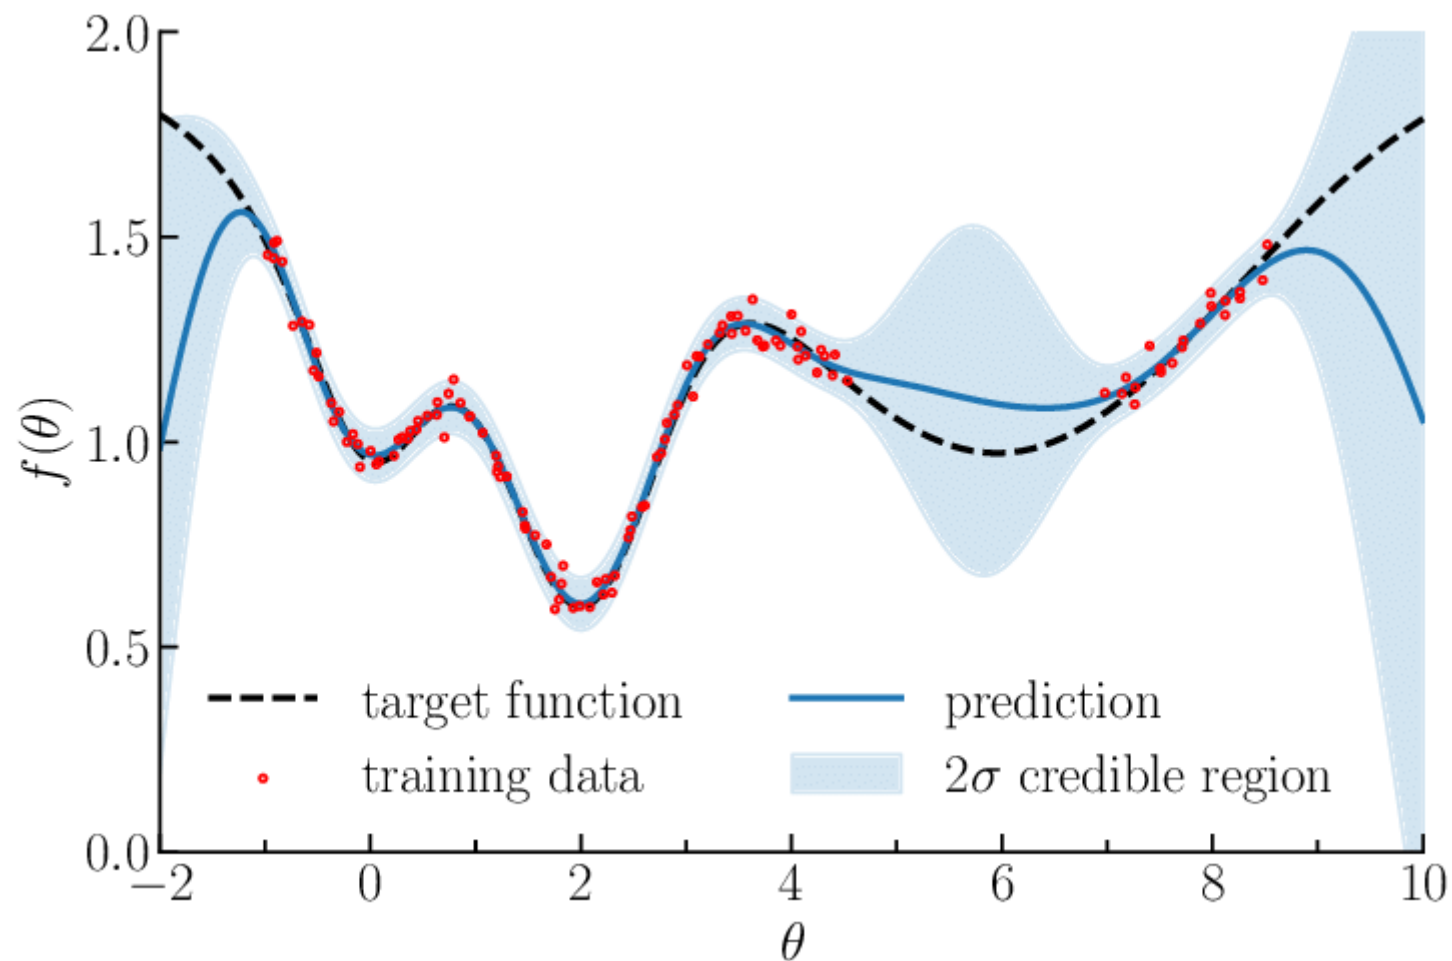 2.0
1.5
1.0
0.5
0.0
f(θ)
target function
prediction
training data
2σ credible region
−2 0 2 4 6 8 10
θ